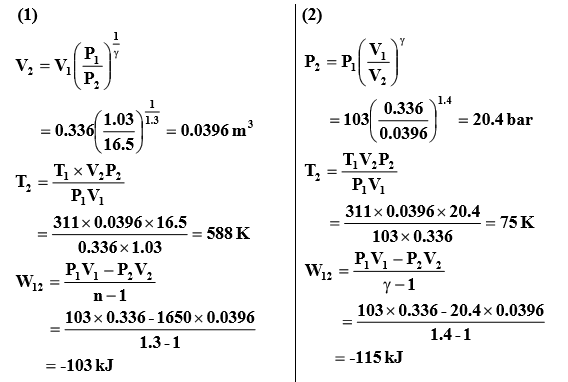 (1)
V₂ = V₁(P₁/P₂)^(1/γ)
= 0.336(1.03/16.5)^(1/1.3) = 0.0396 m³
T₂ = (T₁ × V₂P₂)/(P₁V₁)
= (311 × 0.0396 × 16.5)/(0.336 × 1.03) = 588 K
W₁₂ = (P₁V₁ − P₂V₂)/(n − 1)
= (103 × 0.336 - 1650 × 0.0396)/(1.3 - 1)
= -103 kJ
(2)
P₂ = P₁(V₁/V₂)^γ
= 103(0.336/0.0396)^1.4 = 20.4 bar
T₂ = (T₁V₂P₂)/(P₁V₁)
= (311 × 0.0396 × 20.4)/(103 × 0.336) = 75 K
W₁₂ = (P₁V₁ − P₂V₂)/(γ − 1)
= (103 × 0.336 - 20.4 × 0.0396)/(1.4 - 1)
= -115 kJ